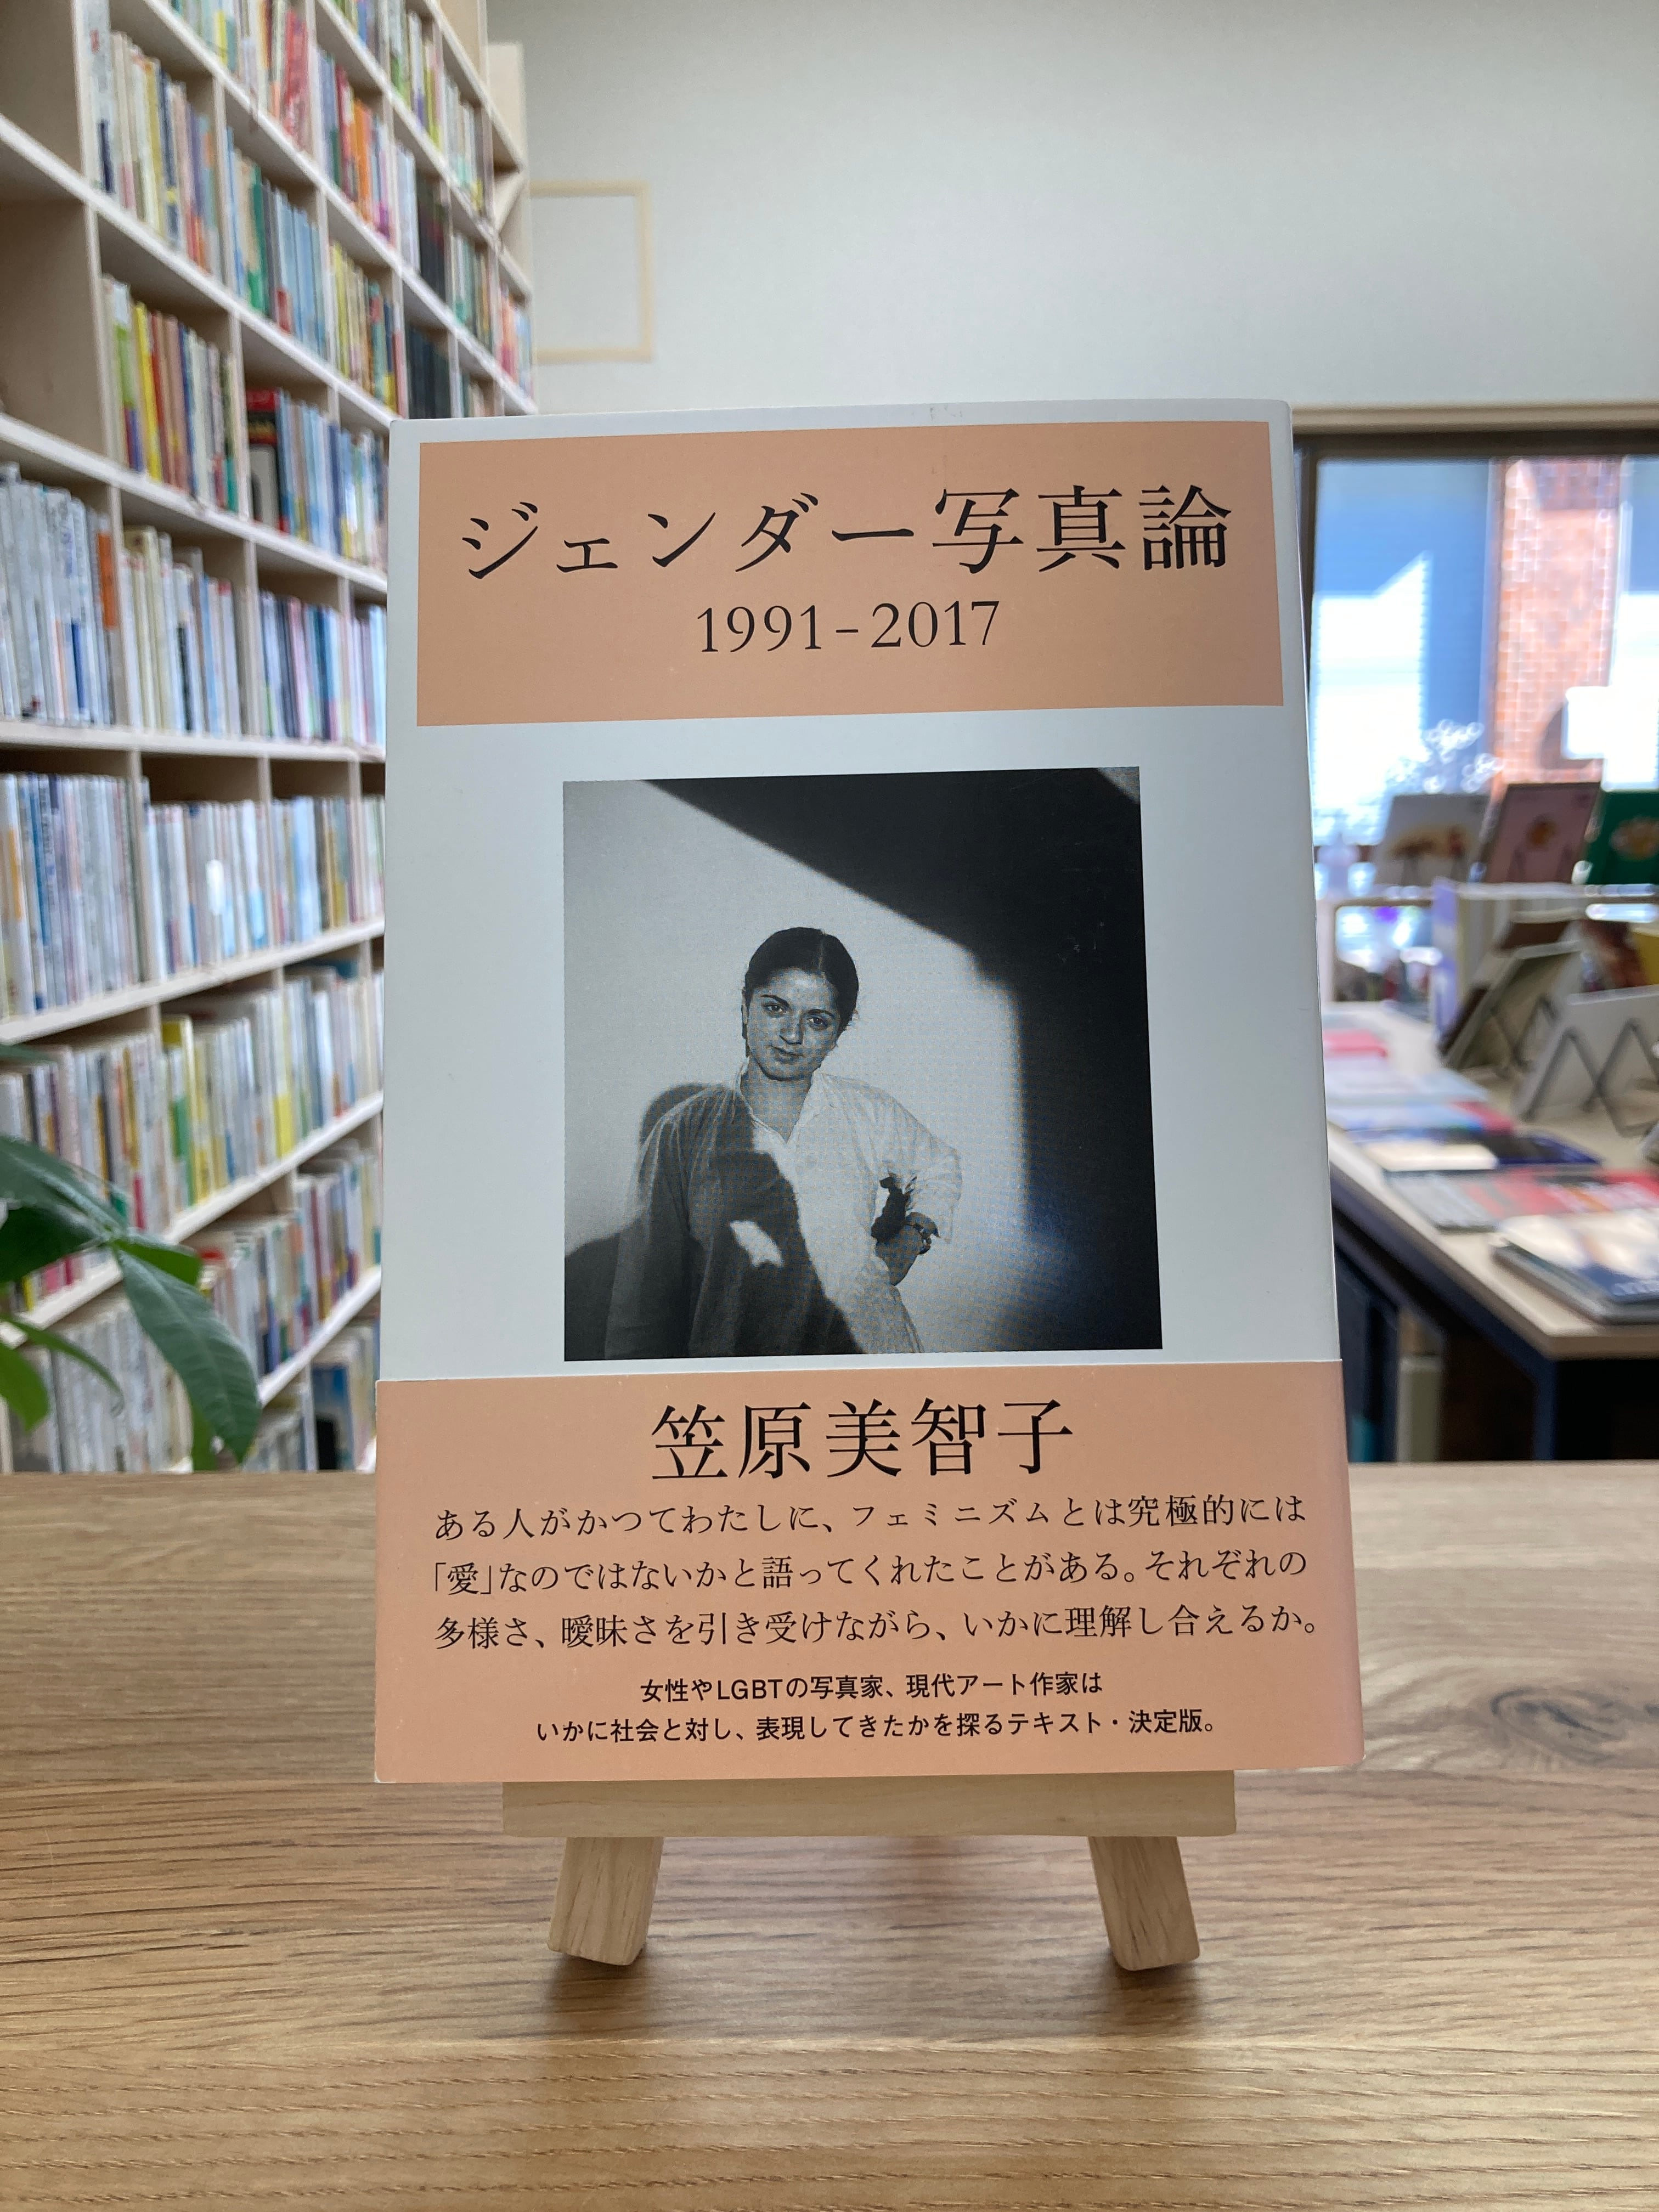 ジェンダー写真論
1991-2017
笠原美智子
ある人がかつてわたしに、フェミニズムとは究極的には
「愛」なのではないかと語ってくれたことがある。それぞれの
多様さ、曖昧さを引き受けながら、いかに理解し合えるか。
女性やLGBTの写真家、現代アート作家は
いかに社会と対し、表現してきたかを探るテキスト・決定版。